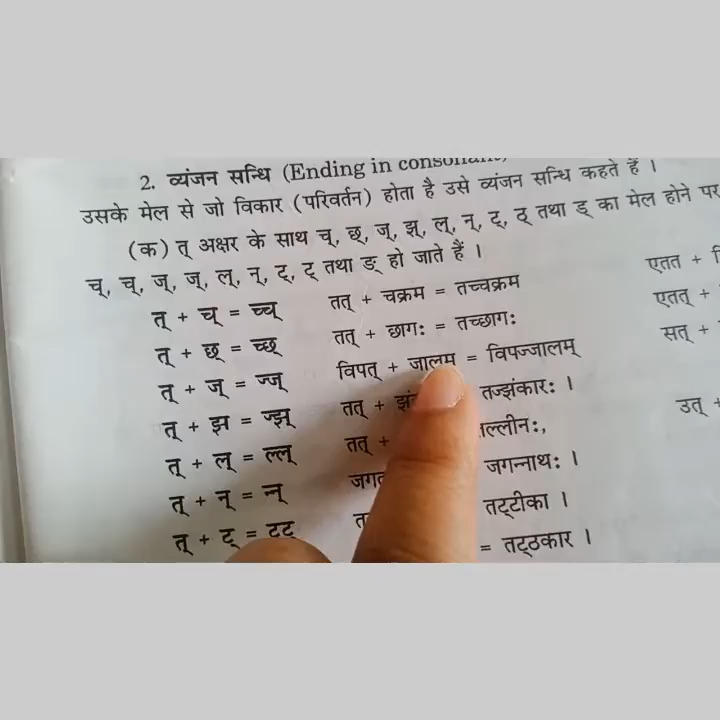 2. व्यंजन सन्धि (Ending in consonant)
उसके मेल से जो विकार (परिवर्तन) होता है उसे व्यंजन सन्धि कहते हैं ।
(क) त् अक्षर के साथ च्, छ्, ज्, झ्, ल्, न्, ट्, ठ् तथा ड् का मेल होने पर
च्, च्, ज्, ज्, ल्, न्, ट्, ट् तथा ड् हो जाते हैं ।
त् + च् = च्च् तत् + चक्रम = तच्चक्रम एतत +
त् + छ् = च्छ् तत् + छागः = तच्छागः एतत् +
त् + ज् = ज्ज् विपत् + जालम् = विपज्जालम् सत् +
त् + झ = ज्झ् तत् + तज्झंकारः ।
त् + ल् = ल्ल् तत् + तल्लीनः, उत् +
त् + न् = न्न् जगन्नाथः ।
त् + ट् = टट् तट्टीका ।
= तट्ठकार ।